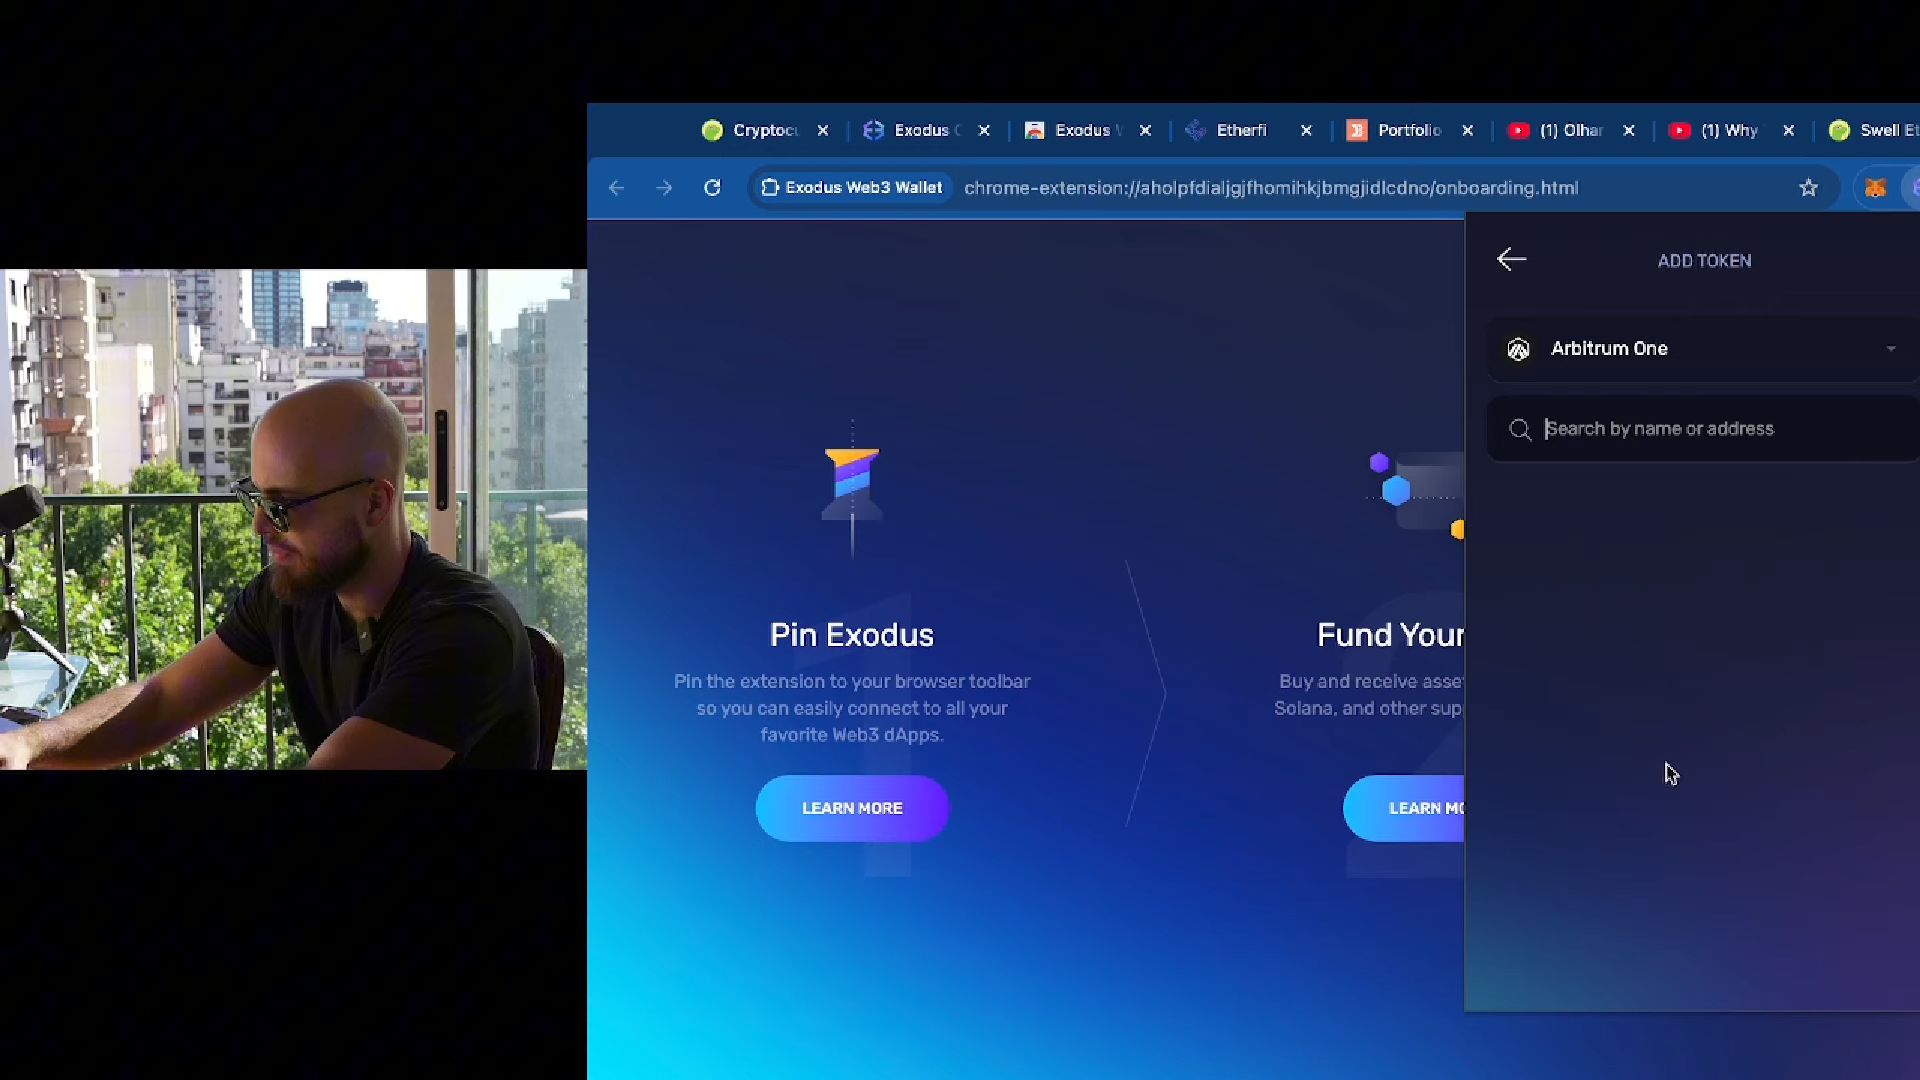 Cryptocu
Exodus
Exodus
Etherfi
Portfolio
(1) Olhar
(1) Why
Swell Et
Exodus Web3 Wallet
chrome-extension://aholpfdialjgjfhomihkjbmgjidlcdno/onboarding.html
ADD TOKEN
Arbitrum One
Search by name or address
Pin Exodus
Pin the extension to your browser toolbar
so you can easily connect to all your
favorite Web3 dApps.
LEARN MORE
Fund Your
Buy and receive asse
Solana, and other sup
LEARN MO
1
2